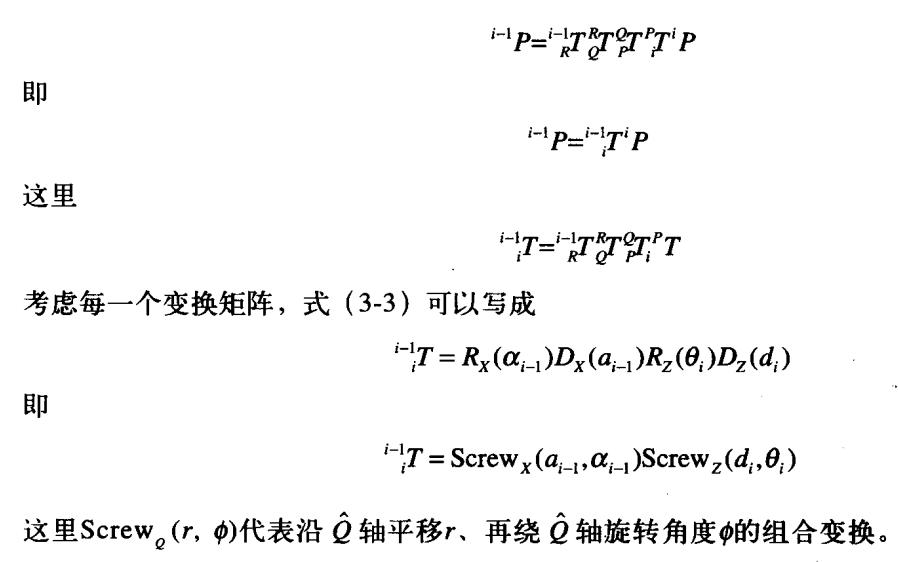 $^{i-1}P={}^{i-1}_{R}T\,{}^{R}_{Q}T\,{}^{Q}_{P}T\,{}^{P}_{i}T\,{}^{i}P$
即
$^{i-1}P={}^{i-1}_{i}T\,{}^{i}P$
这里
$^{i-1}_{i}T={}^{i-1}_{R}T\,{}^{R}_{Q}T\,{}^{Q}_{P}T\,{}^{P}_{i}T$
考虑每一个变换矩阵，式（3-3）可以写成
$^{i-1}_{i}T=R_X(\alpha_{i-1})D_X(a_{i-1})R_Z(\theta_i)D_Z(d_i)$
即
$^{i-1}_{i}T=\mathrm{Screw}_X(a_{i-1},\alpha_{i-1})\mathrm{Screw}_Z(d_i,\theta_i)$
这里$\mathrm{Screw}_Q(r,\phi)$代表沿 $\hat{Q}$ 轴平移$r$、再绕 $\hat{Q}$ 轴旋转角度$\phi$的组合变换。